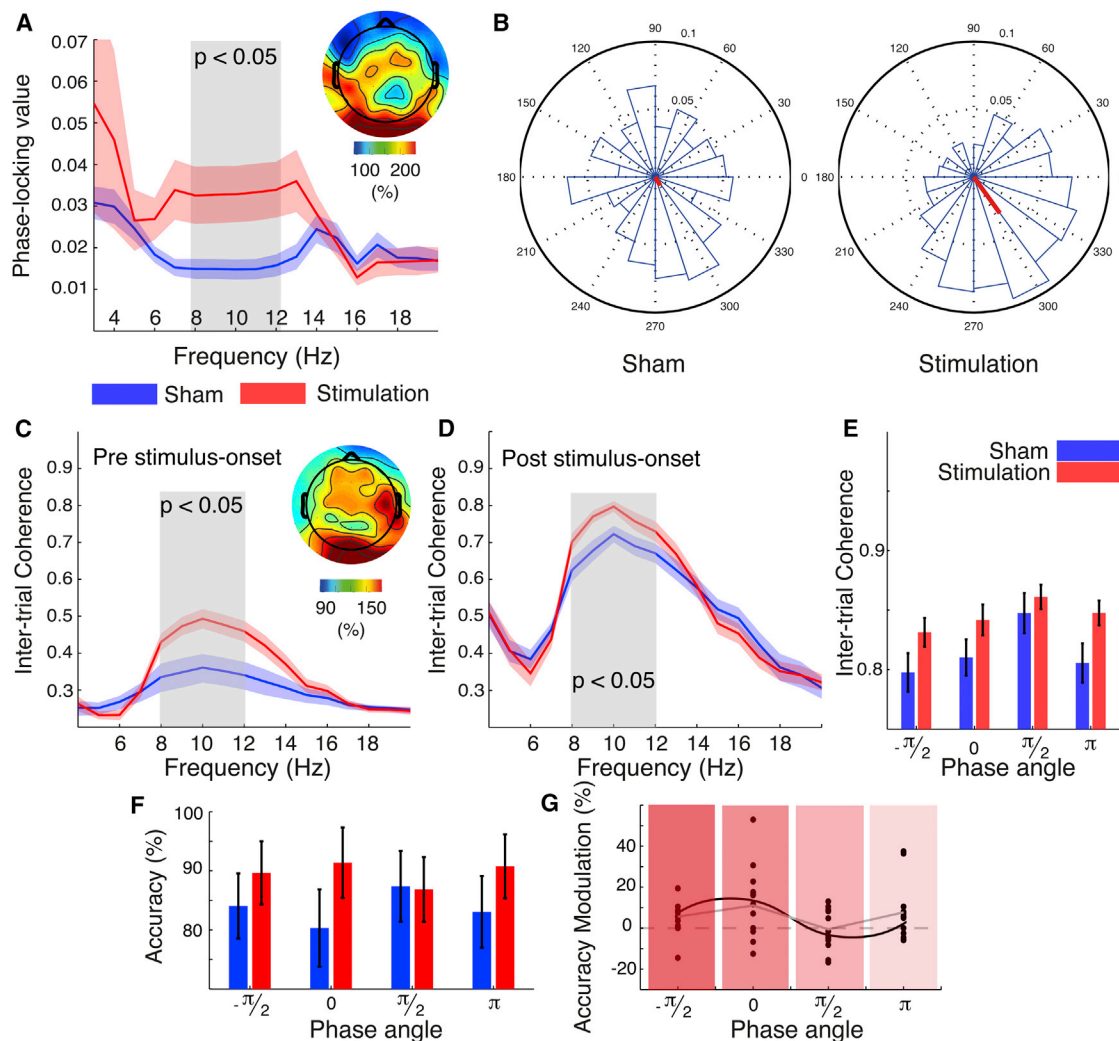 A
Phase-locking value
0.07
0.06
0.05
0.04
0.03
0.02
0.01
p < 0.05
100 200
(%)
4 6 8 10 12 14 16 18
Frequency (Hz)
Sham Stimulation
B
90 0.1
120 60
0.05
150 30
180 0
210 330
240 300
270
Sham
90 0.1
120 60
0.05
150 30
180 0
210 330
240 300
270
Stimulation
C
Pre stimulus-onset
Inter-trial Coherence
0.9
0.8
0.7
0.6
0.5
0.4
0.3
p < 0.05
90 150
(%)
6 8 10 12 14 16 18
Frequency (Hz)
D
Post stimulus-onset
Inter-trial Coherence
0.9
0.8
0.7
0.6
0.5
0.4
0.3
p < 0.05
6 8 10 12 14 16 18
Frequency (Hz)
E
Sham
Stimulation
Inter-trial Coherence
0.9
0.8
-π/2 0 π/2 π
Phase angle
F
Accuracy (%)
100
90
80
-π/2 0 π/2 π
Phase angle
G
Accuracy Modulation (%)
60
40
20
0
-20
-π/2 0 π/2 π
Phase angle